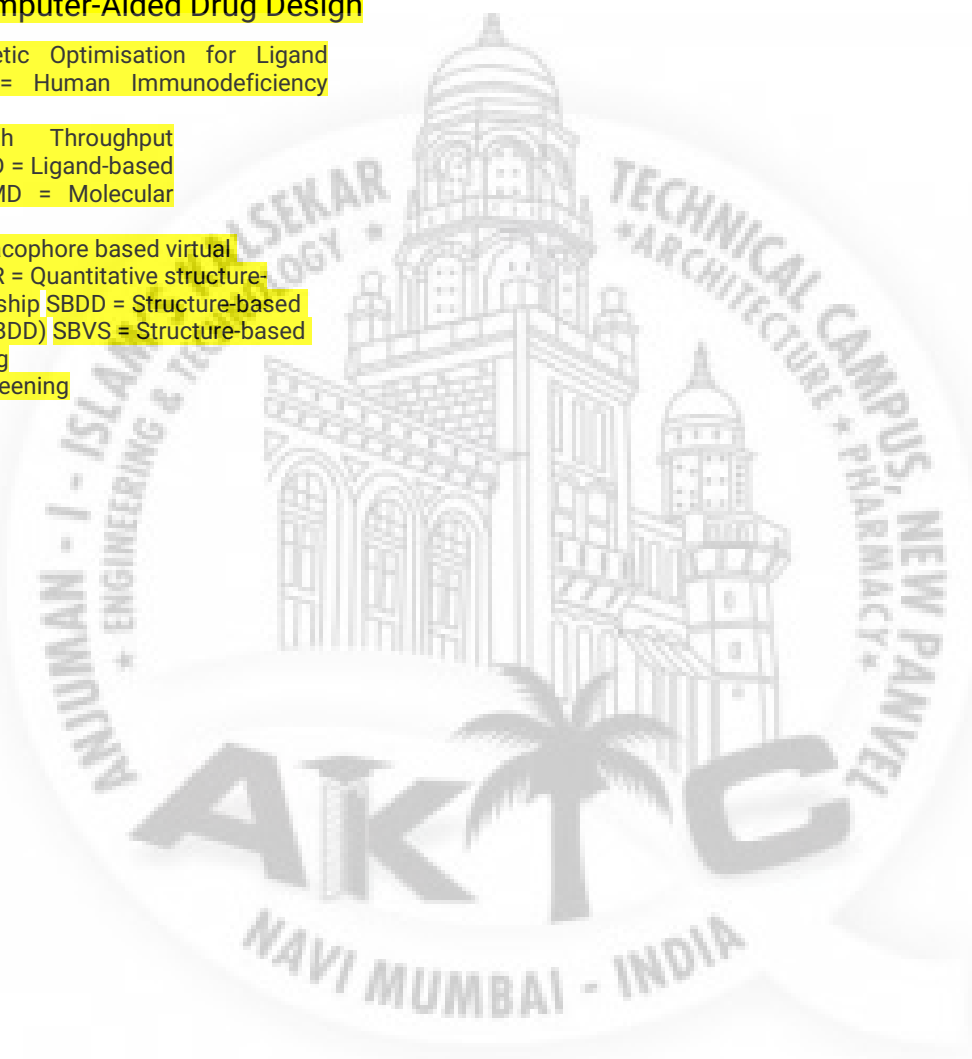 mputer-Aided Drug Design
etic Optimisation for Ligand
= Human Immunodeficiency
h Throughput
D = Ligand-based
MD = Molecular
acophore based virtual
R = Quantitative structure-
ship SBDD = Structure-based
BDD) SBVS = Structure-based
g
eening
ANJUMAN - I - ISLAM'S KALSEKAR TECHNICAL CAMPUS, NEW PANVEL
* ENGINEERING & TECHNOLOGY * *ARCHITECTURE * PHARMACY*
AKTC
NAVI MUMBAI - INDIA